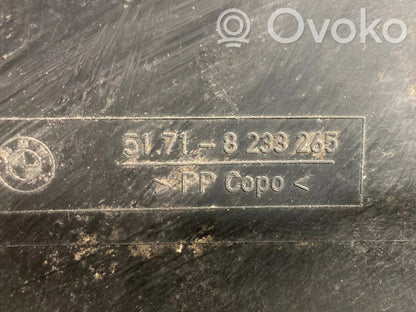 Ovoko
51.71 - 8 233 265
> PP Copo <